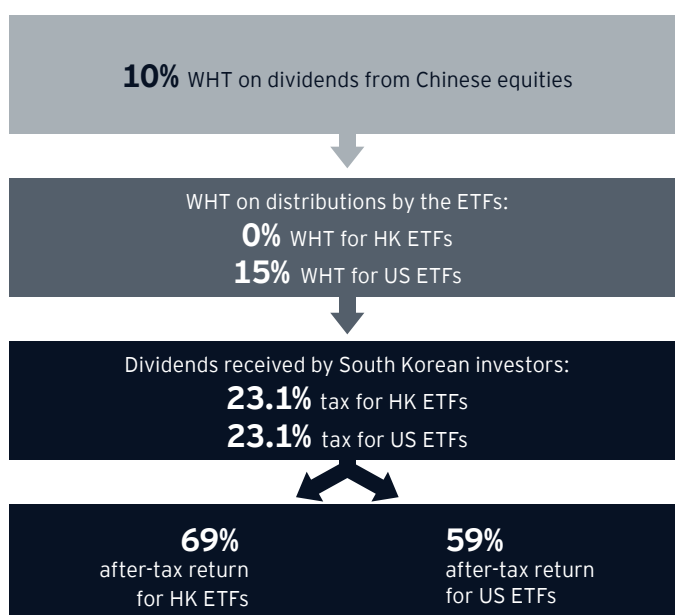 10% WHT on dividends from Chinese equities
WHT on distributions by the ETFs:
0% WHT for HK ETFs
15% WHT for US ETFs
Dividends received by South Korean investors:
23.1% tax for HK ETFs
23.1% tax for US ETFs
69%
after-tax return
for HK ETFs
59%
after-tax return
for US ETFs